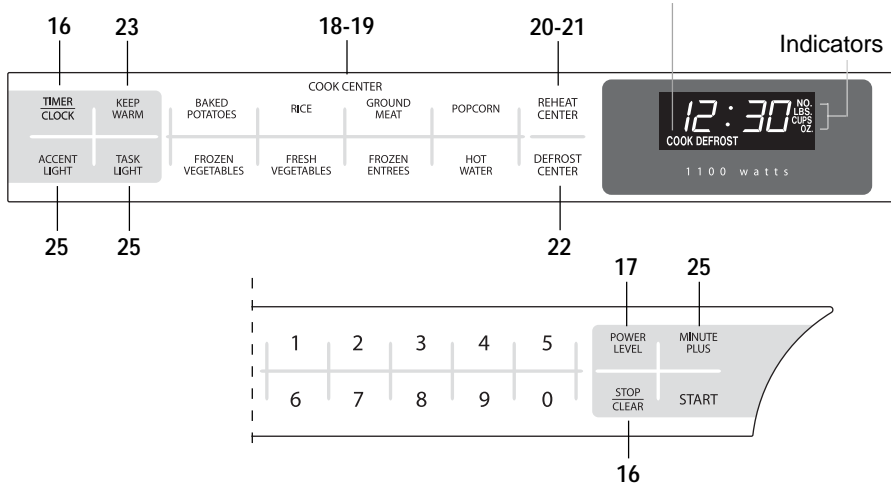 16 23 18-19 20-21
Indicators
COOK CENTER
TIMER
CLOCK
KEEP
WARM
BAKED
POTATOES
RICE
GROUND
MEAT
POPCORN
REHEAT
CENTER
ACCENT
LIGHT
TASK
LIGHT
FROZEN
VEGETABLES
FRESH
VEGETABLES
FROZEN
ENTREES
HOT
WATER
DEFROST
CENTER
12:30
NO.
LBS.
CUPS
OZ.
COOK DEFROST
1100 watts
25 25 22
17 25
1 2 3 4 5
POWER
LEVEL
MINUTE
PLUS
6 7 8 9 0
STOP
CLEAR
START
16